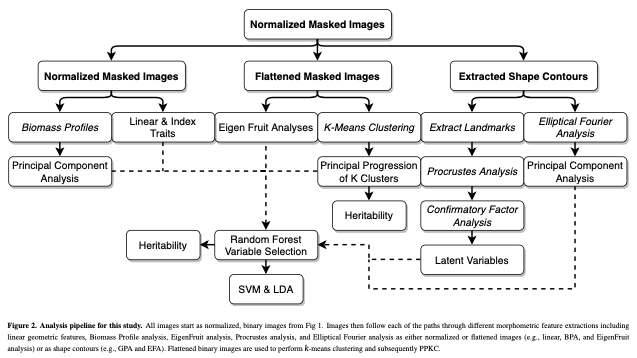 Normalized Masked Images
Normalized Masked Images
Flattened Masked Images
Extracted Shape Contours
Biomass Profiles
Linear & Index
Traits
Eigen Fruit Analyses
K-Means Clustering
Extract Landmarks
Elliptical Fourier
Analysis
Principal Component
Analysis
Principal Progression
of K Clusters
Procrustes Analysis
Principal Component
Analysis
Heritability
Confirmatory Factor
Analysis
Heritability
Random Forest
Variable Selection
Latent Variables
SVM & LDA
Figure 2. Analysis pipeline for this study. All images start as normalized, binary images from Fig 1. Images then follow each of the paths through different morphometric feature extractions including
linear geometric features, Biomass Profile analysis, EigenFruit analysis, Procrustes analysis, and Elliptical Fourier analysis as either normalized or flattened images (e.g., linear, BPA, and EigenFruit
analysis) or as shape contours (e.g., GPA and EFA). Flattened binary images are used to perform k-means clustering and subsequently PPKC.